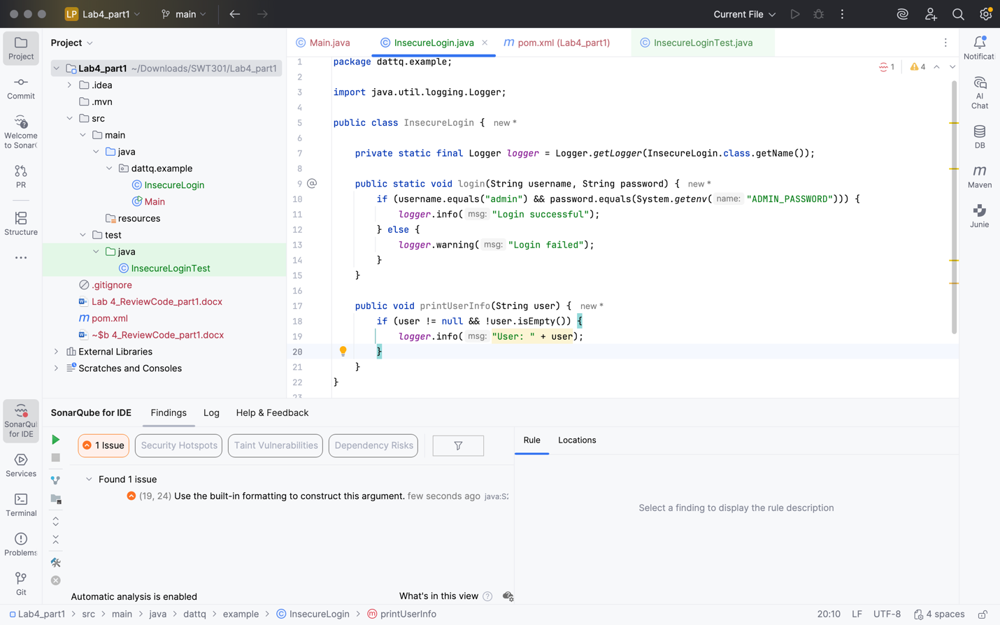 LP Lab4_part1 main Current File
Project
Commit
Welcome
to Sonar
PR
Structure
SonarQu
for IDE
Services
Terminal
Problems
Git
Project
Lab4_part1 ~/Downloads/SWT301/Lab4_part1
.idea
.mvn
src
main
java
dattq.example
InsecureLogin
Main
resources
test
java
InsecureLoginTest
.gitignore
Lab 4_ReviewCode_part1.docx
pom.xml
~$b 4_ReviewCode_part1.docx
External Libraries
Scratches and Consoles
Main.java InsecureLogin.java pom.xml (Lab4_part1) InsecureLoginTest.java
1 4
1 package dattq.example;
2
3 import java.util.logging.Logger;
4
5 public class InsecureLogin { new *
6
7 private static final Logger logger = Logger.getLogger(InsecureLogin.class.getName());
8
9 public static void login(String username, String password) { new *
10 if (username.equals("admin") && password.equals(System.getenv( name: "ADMIN_PASSWORD"))) {
11 logger.info( msg: "Login successful");
12 } else {
13 logger.warning( msg: "Login failed");
14 }
15 }
16
17 public void printUserInfo(String user) { new *
18 if (user != null && !user.isEmpty()) {
19 logger.info( msg: "User: " + user);
20 }
21 }
22 }
23
Notificat
AI
Chat
DB
Maven
Junie
SonarQube for IDE Findings Log Help & Feedback
1 Issue Security Hotspots Taint Vulnerabilities Dependency Risks
Found 1 issue
(19, 24) Use the built-in formatting to construct this argument. few seconds ago java:S2
Automatic analysis is enabled What's in this view
Rule Locations
Select a finding to display the rule description
Lab4_part1 > src > main > java > dattq > example > InsecureLogin > printUserInfo 20:10 LF UTF-8 4 spaces